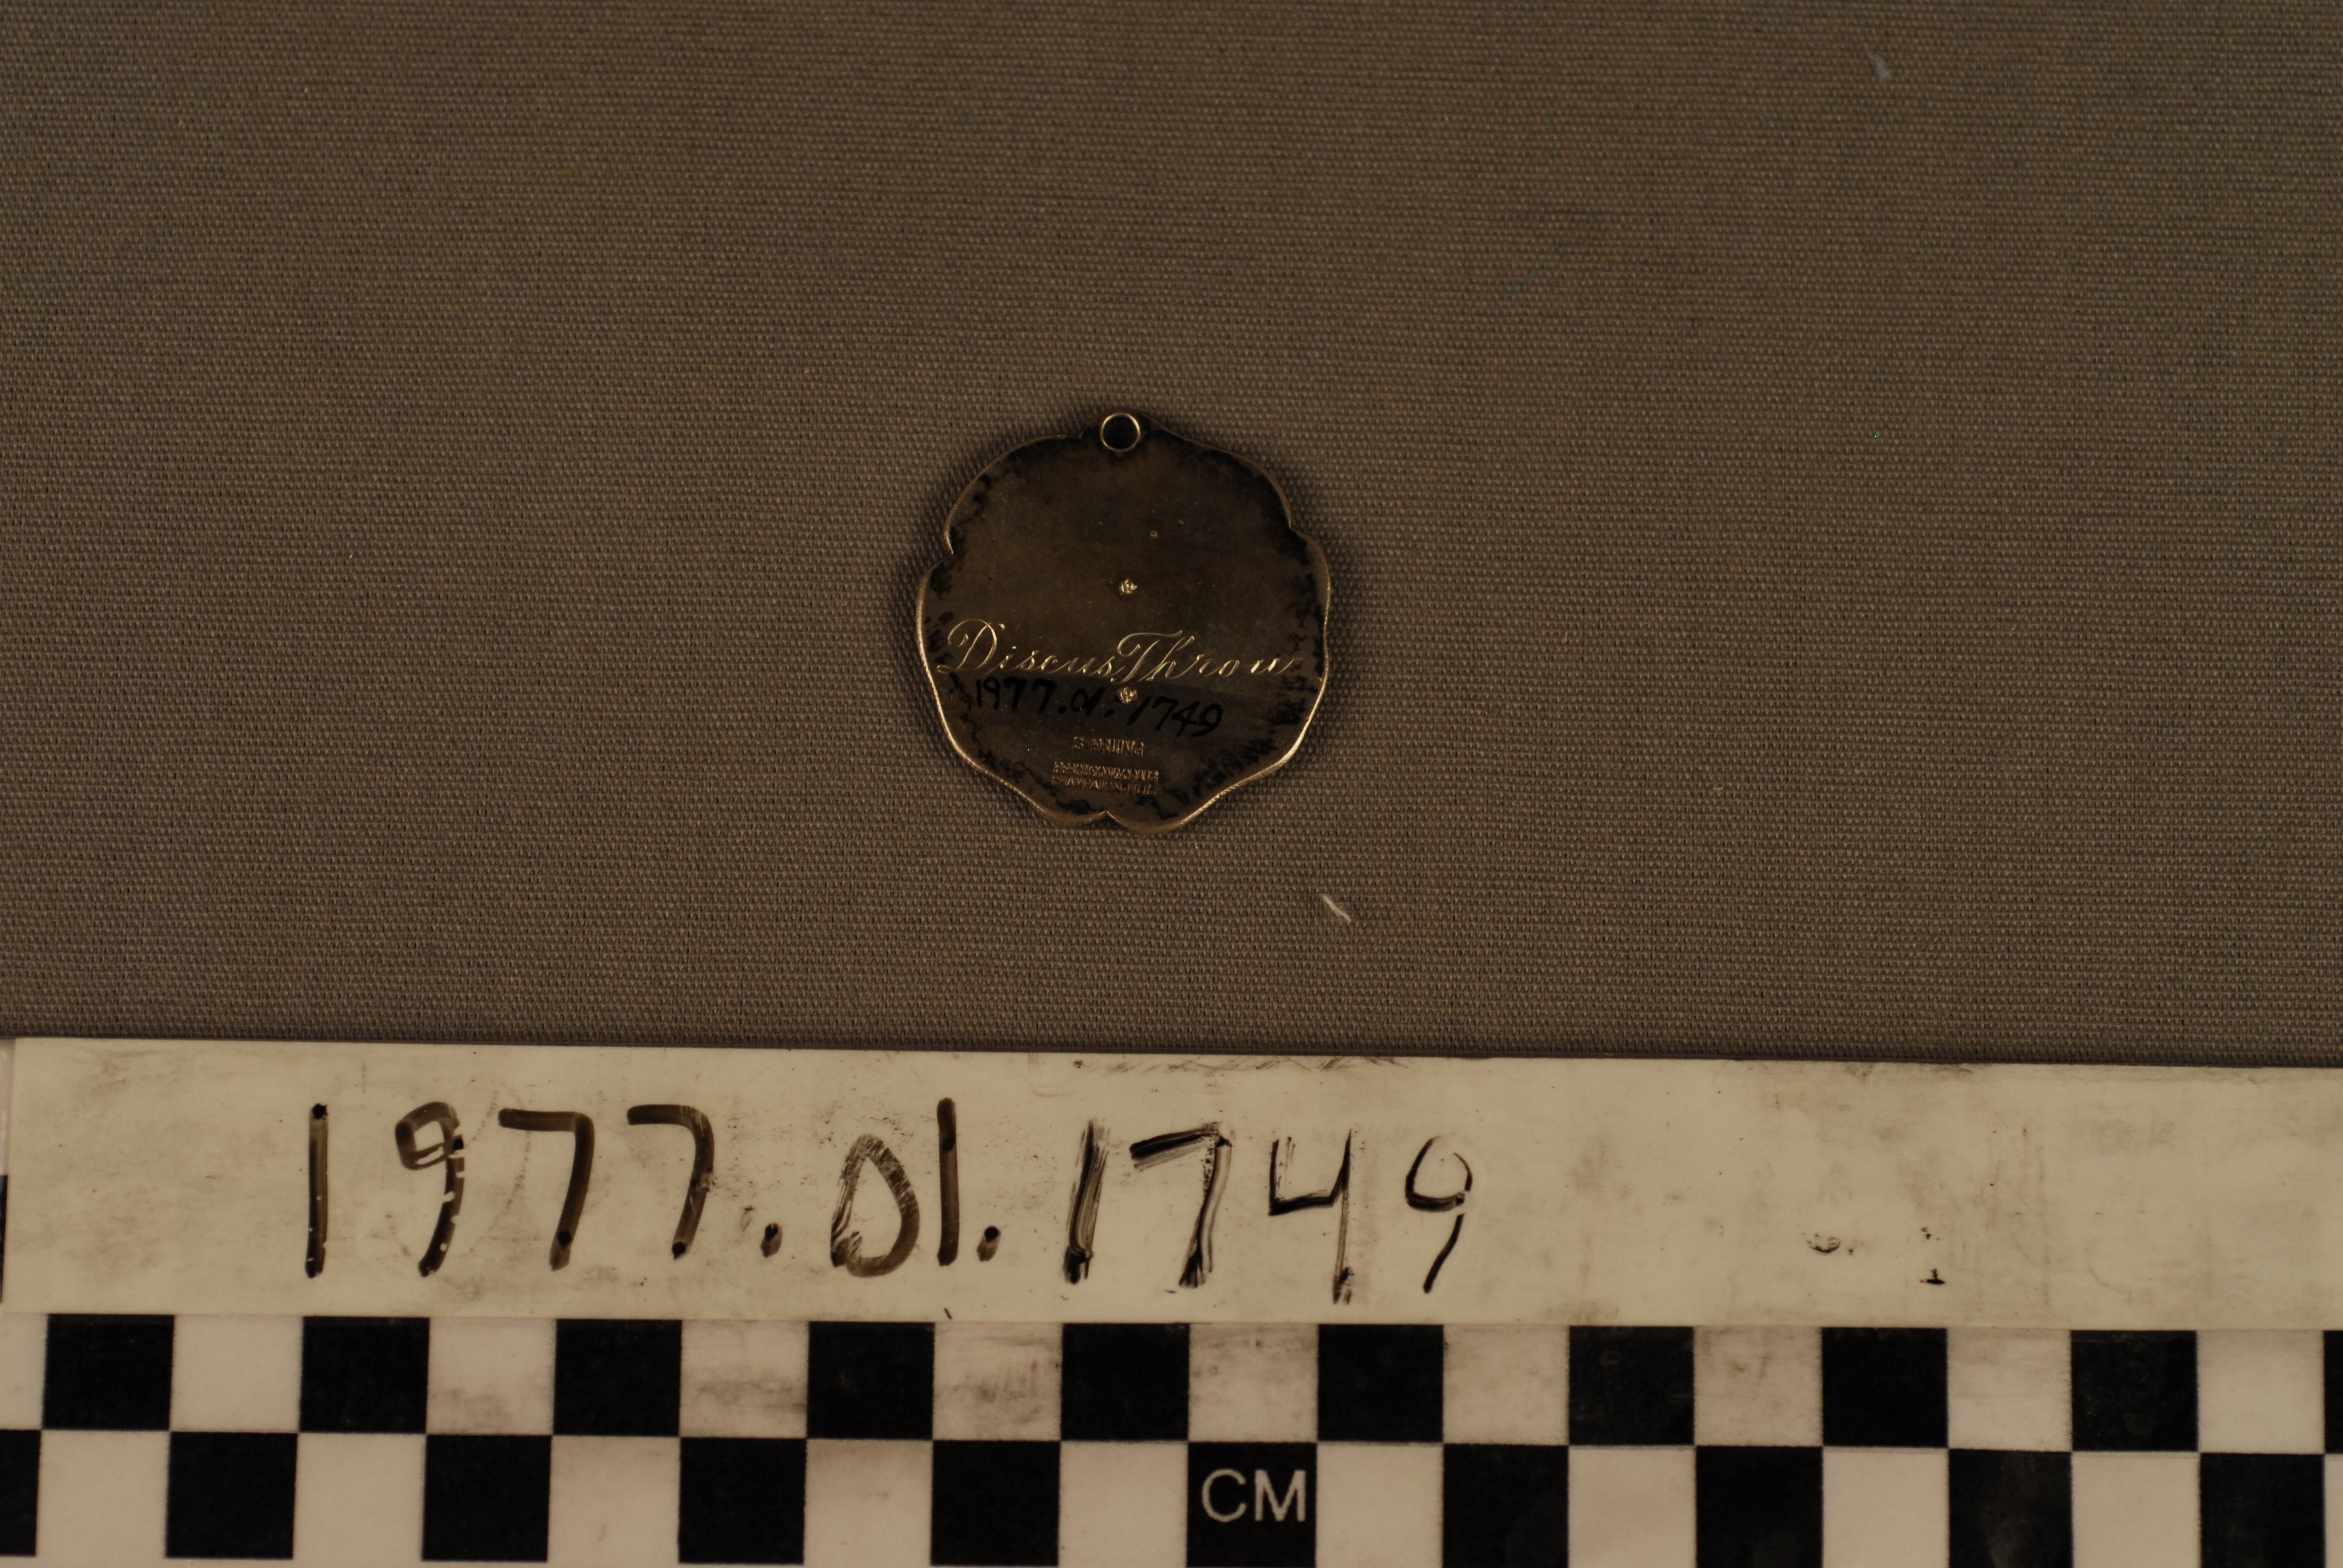 Discus Throw
1977.01.1749
STERLING
1977.01.1749
CM